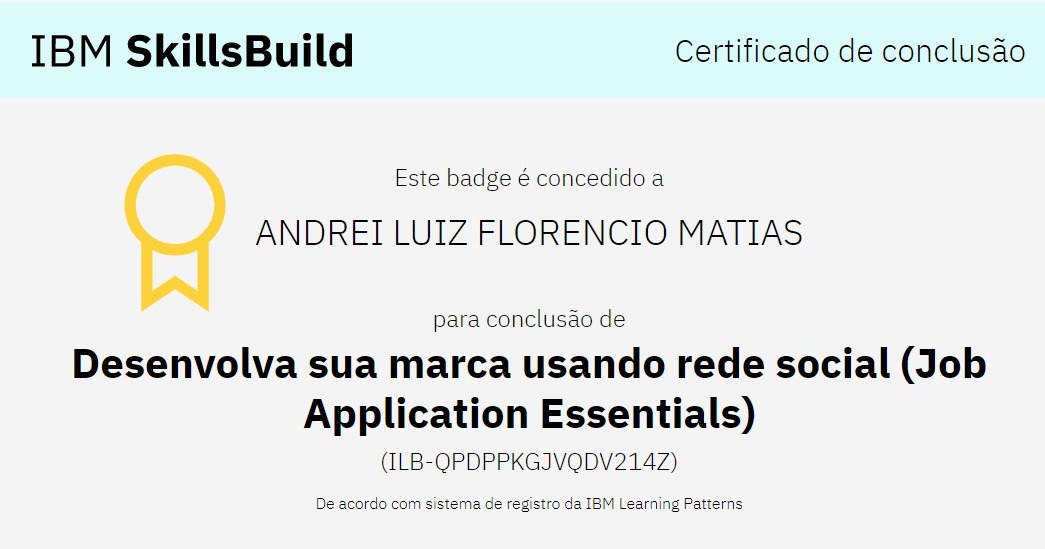 IBM SkillsBuild
Certificado de conclusão
Este badge é concedido a
ANDREI LUIZ FLORENCIO MATIAS
para conclusão de
Desenvolva sua marca usando rede social (Job
Application Essentials)
(ILB-QPDPPKGJVQDV214Z)
De acordo com sistema de registro da IBM Learning Patterns